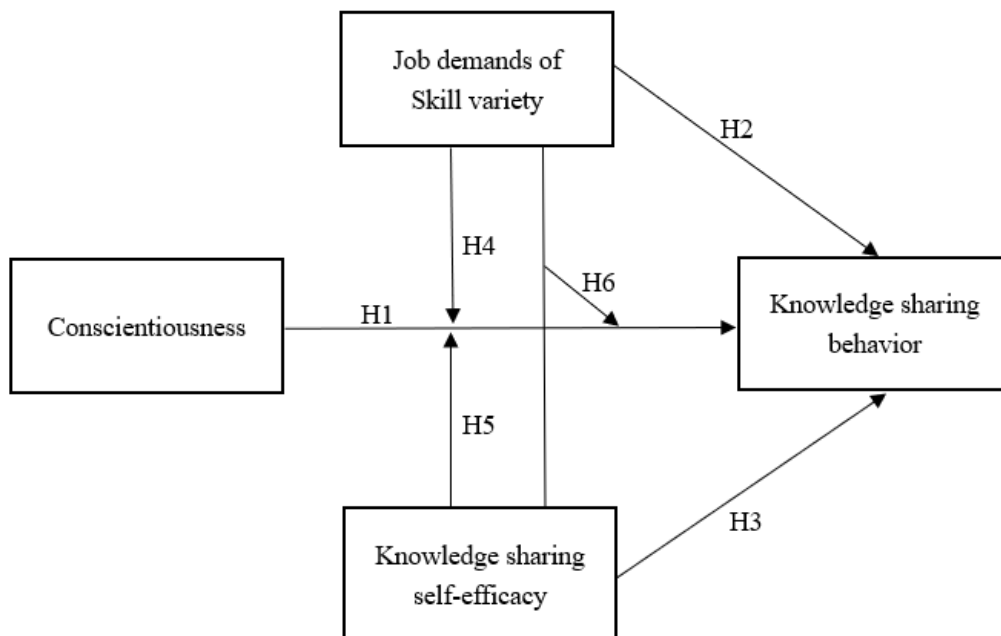 Job demands of
Skill variety
H2
H4
H6
Conscientiousness
H1
Knowledge sharing
behavior
H5
H3
Knowledge sharing
self-efficacy